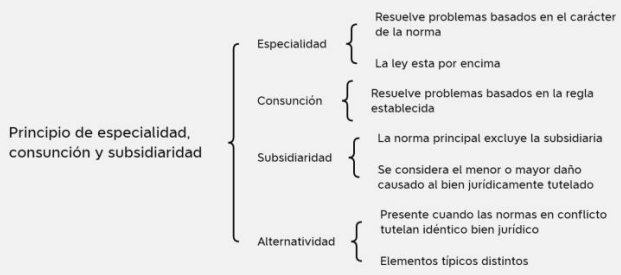 Principio de especialidad,
consunción y subsidiaridad
Especialidad
Resuelve problemas basados en el carácter
de la norma
La ley esta por encima
Consunción
Resuelve problemas basados en la regla
establecida
Subsidiaridad
La norma principal excluye la subsidiaria
Se considera el menor o mayor daño
causado al bien jurídicamente tutelado
Alternatividad
Presente cuando las normas en conflicto
tutelan idéntico bien jurídico
Elementos típicos distintos